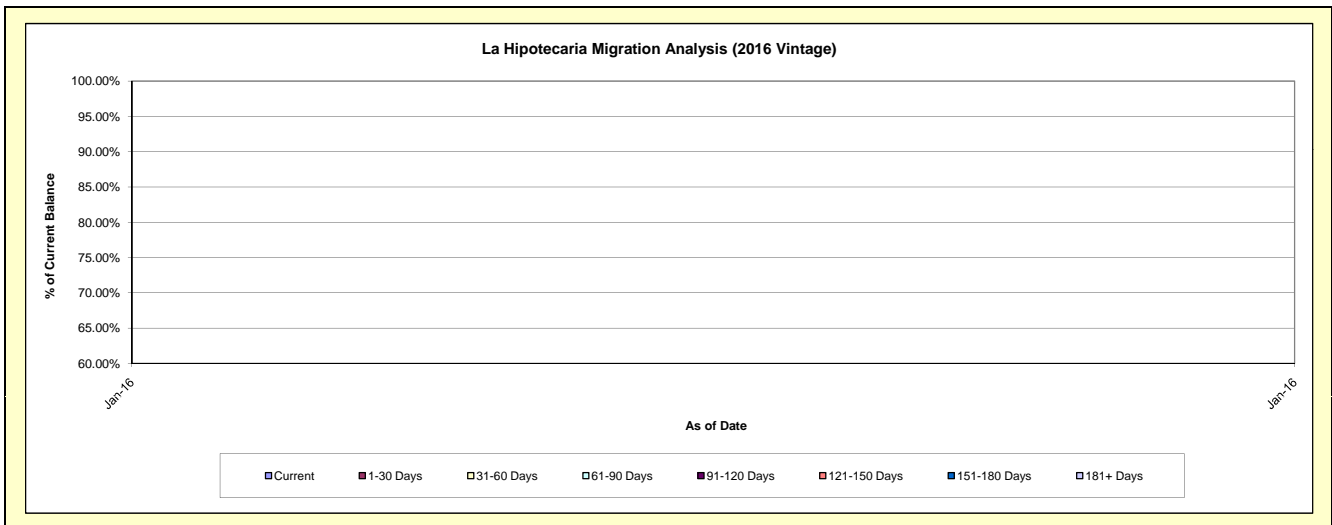 La Hipotecaria Migration Analysis (2016 Vintage)
100.00%
95.00%
90.00%
85.00%
80.00%
75.00%
70.00%
65.00%
60.00%
% of Current Balance
Jan-16
Jan-16
As of Date
Current 1-30 Days 31-60 Days 61-90 Days 91-120 Days 121-150 Days 151-180 Days 181+ Days